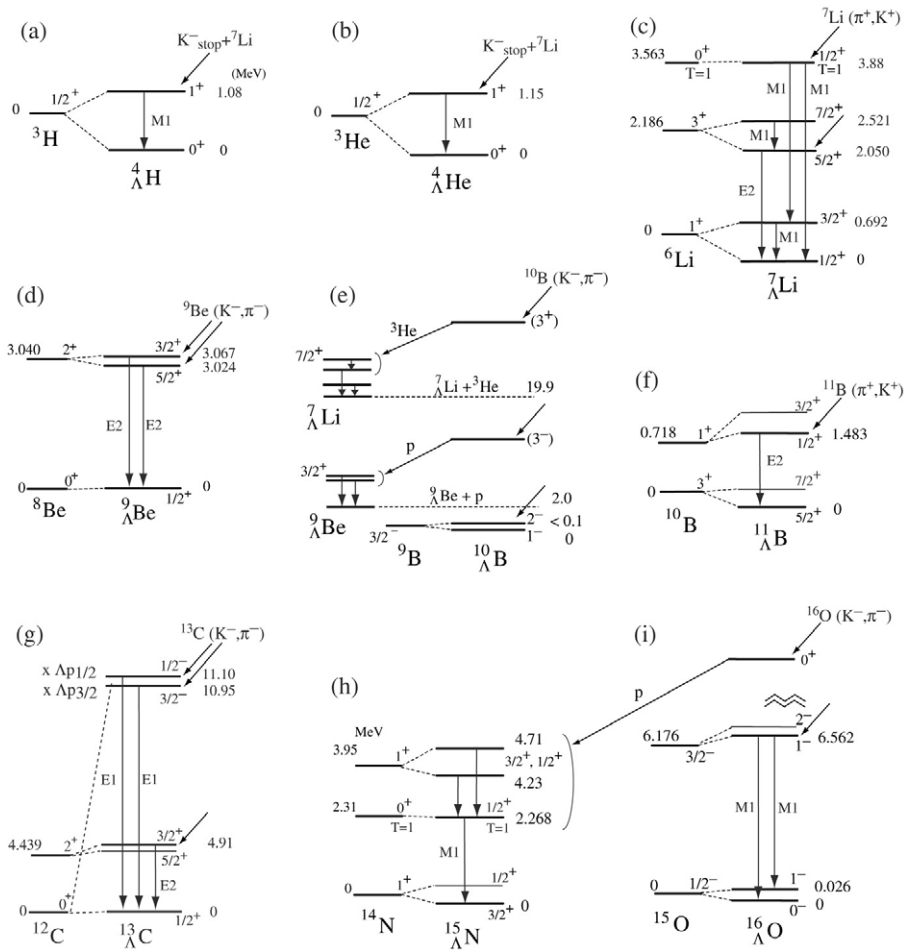 (a)
K⁻stop+⁷Li
(MeV)
0 1/2⁺ 1⁺ 1.08
M1
³H
0⁺ 0
⁴ΛH
(b)
K⁻stop+⁷Li
0 1/2⁺ 1⁺ 1.15
M1
³He
0⁺ 0
⁴ΛHe
(c)
⁷Li (π⁺,K⁺)
3.563 0⁺ 1/2⁺
T=1 T=1 3.88
M1 M1
7/2⁺
2.186 3⁺ 2.521
M1
5/2⁺ 2.050
E2
3/2⁺ 0.692
0 1⁺
M1
⁶Li
1/2⁺ 0
⁷ΛLi
(d)
⁹Be (K⁻,π⁻)
3.040 2⁺ 3/2⁺ 3.067
5/2⁺ 3.024
E2 E2
0 0⁺ 0
1/2⁺
⁸Be ⁹ΛBe
(e)
¹⁰B (K⁻,π⁻)
³He (3⁺)
7/2⁺
⁷ΛLi + ³He 19.9
⁷ΛLi
(3⁻)
p
3/2⁺
⁹ΛBe + p 2.0
⁹ΛBe
2⁻ < 0.1
3/2⁻ 1⁻ 0
⁹B ¹⁰ΛB
(f)
¹¹B (π⁺,K⁺)
3/2⁺
0.718 1⁺ 1/2⁺ 1.483
E2
0 3⁺ 7/2⁺
5/2⁺ 0
¹⁰B ¹¹ΛB
(g)
¹³C (K⁻,π⁻)
x Λp1/2 1/2⁻ 11.10
x Λp3/2 3/2⁻ 10.95
E1 E1
4.439 2⁺ 3/2⁺ 4.91
5/2⁺
E2
0 0⁺ 1/2⁺ 0
¹²C ¹³ΛC
(h)
p
MeV
3.95 1⁺ 4.71
3/2⁺, 1/2⁺
4.23
2.31 0⁺ 1/2⁺
T=1 T=1 2.268
M1
0 1⁺ 1/2⁺
3/2⁺ 0
¹⁴N ¹⁵ΛN
(i)
¹⁶O (K⁻,π⁻)
0⁺
6.176 2⁻
3/2⁻ 1⁻ 6.562
M1 M1
0 1/2⁻ 1⁻ 0.026
0⁻ 0
¹⁵O ¹⁶ΛO